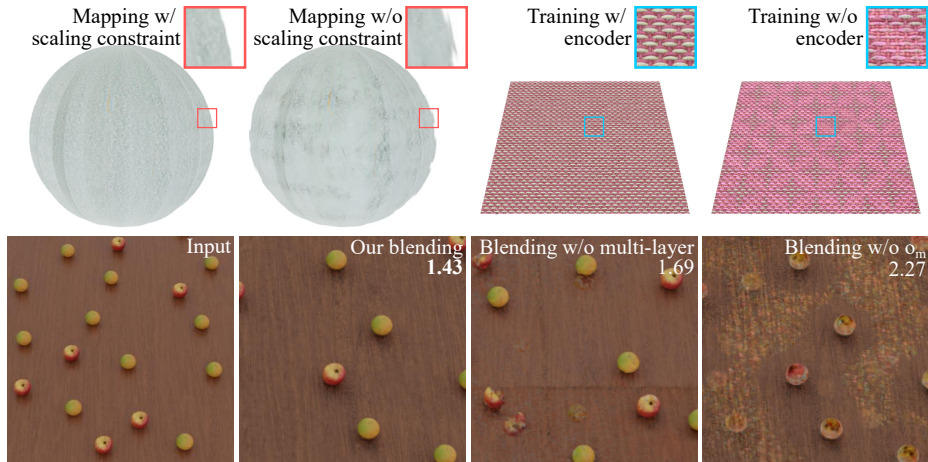 Mapping w/
scaling constraint
Mapping w/o
scaling constraint
Training w/
encoder
Training w/o
encoder
Input
Our blending
1.43
Blending w/o multi-layer
1.69
Blending w/o oₘ
2.27